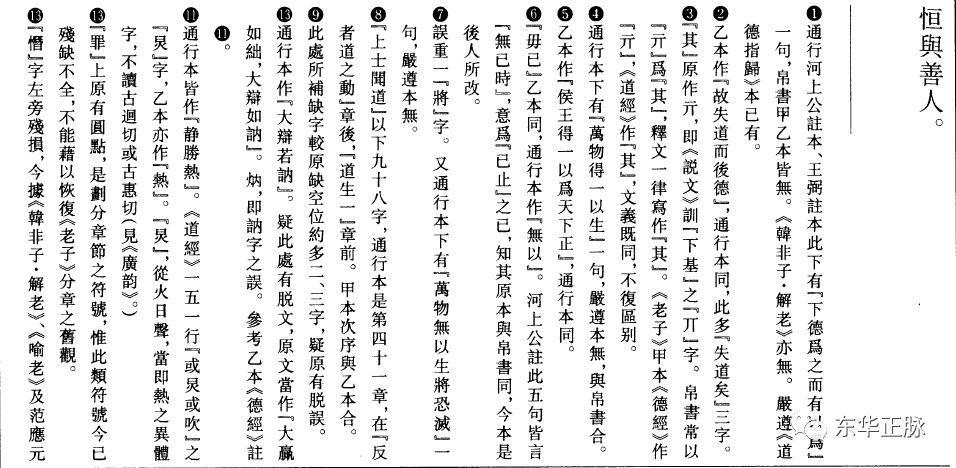 恒與善人。
❶通行河上公註本、王弼註本此下有『下德爲之而有以爲』
一句,帛書甲乙本皆無。《韓非子·解老》亦無。嚴遵《道
德指歸》本已有。
❷乙本作『故失道而後德』,通行本同,此多『失道矣』三字。
❸『其』原作亓,即《説文》訓『下基』之『丌』字。帛書常以
『亓』爲『其』,釋文一律寫作『其』。《老子》甲本《德經》作
『亓』,《道經》作『其』,文義既同,不復區别。
❹通行本下有『萬物得一以生』一句,嚴遵本無,與帛書合。
❺乙本作『侯王得一以爲天下正』,通行本同。
❻『毋已』乙本同,通行本作『無以』。河上公註此五句皆言
『無已時』,意爲『已止』之已,知其原本與帛書同,今本是
後人所改。
❼誤重一『將』字。又通行本下有『萬物無以生將恐滅』一
句,嚴遵本無。
❽『上士聞道』以下九十八字,通行本是第四十一章,在『反
者道之動』章後,『道生一』章前。甲本次序與乙本合。
❾此處所補缺字較原缺空位約多二、三字,疑原有脱誤。
⓭通行本作『大辯若訥』。疑此處有脱文,原文當作『大贏
如絀,大辯如訥』。炳,即訥字之誤。參考乙本《德經》註
⓫。
⓫通行本皆作『静勝熱』。《道經》一五一行『或炅或吹』之
『炅』字,乙本亦作『熱』。『炅』,從火日聲,當即熱之異體
字,不讀古迥切或古惠切(見《廣韵》。)
⓭『罪』上原有圓點,是劃分章節之符號,惟此類符號今已
殘缺不全,不能藉以恢復《老子》分章之舊觀。
⓭『憯』字左旁殘損,今據《韓非子·解老》、《喻老》及范應元
东华正脉